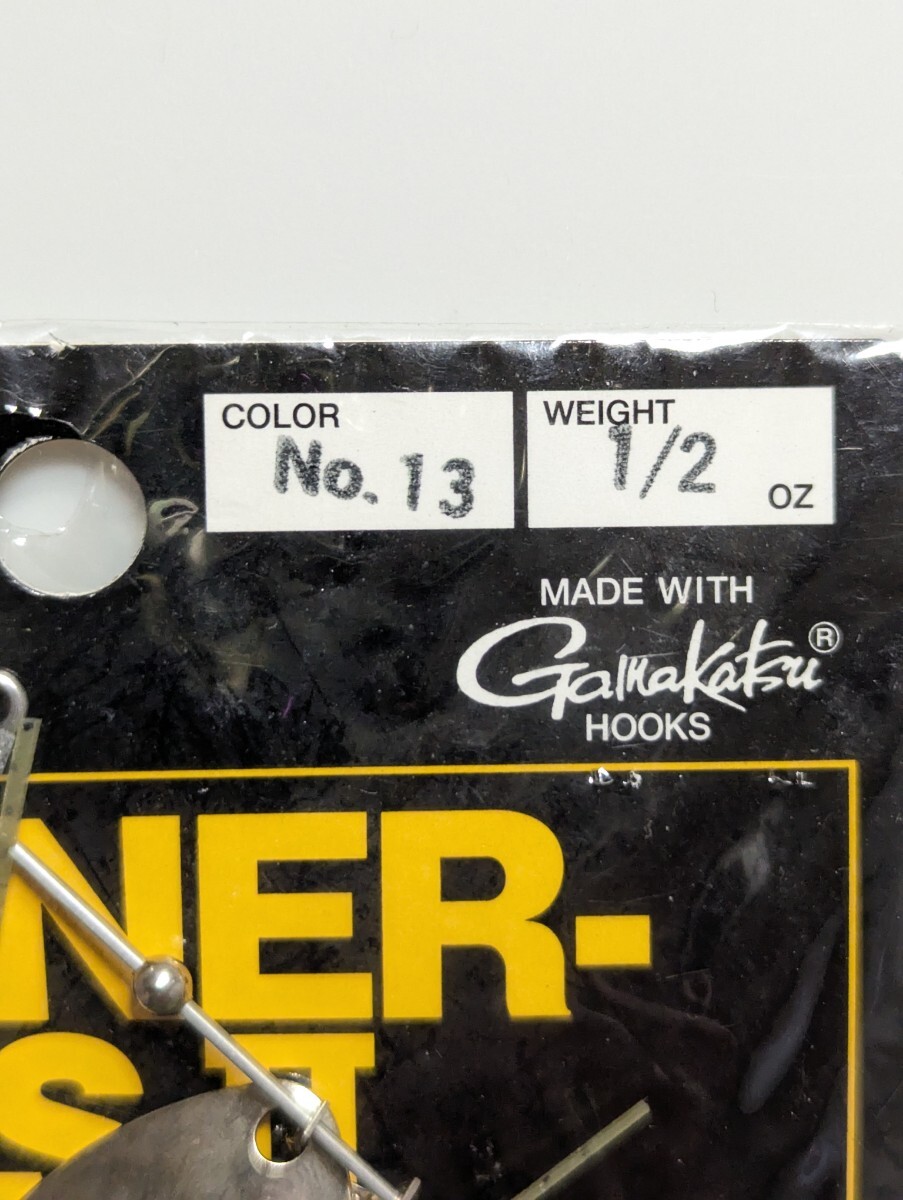 COLOR
No. 13
WEIGHT
1/2
OZ
MADE WITH
Gamakatsu®
HOOKS
NER-